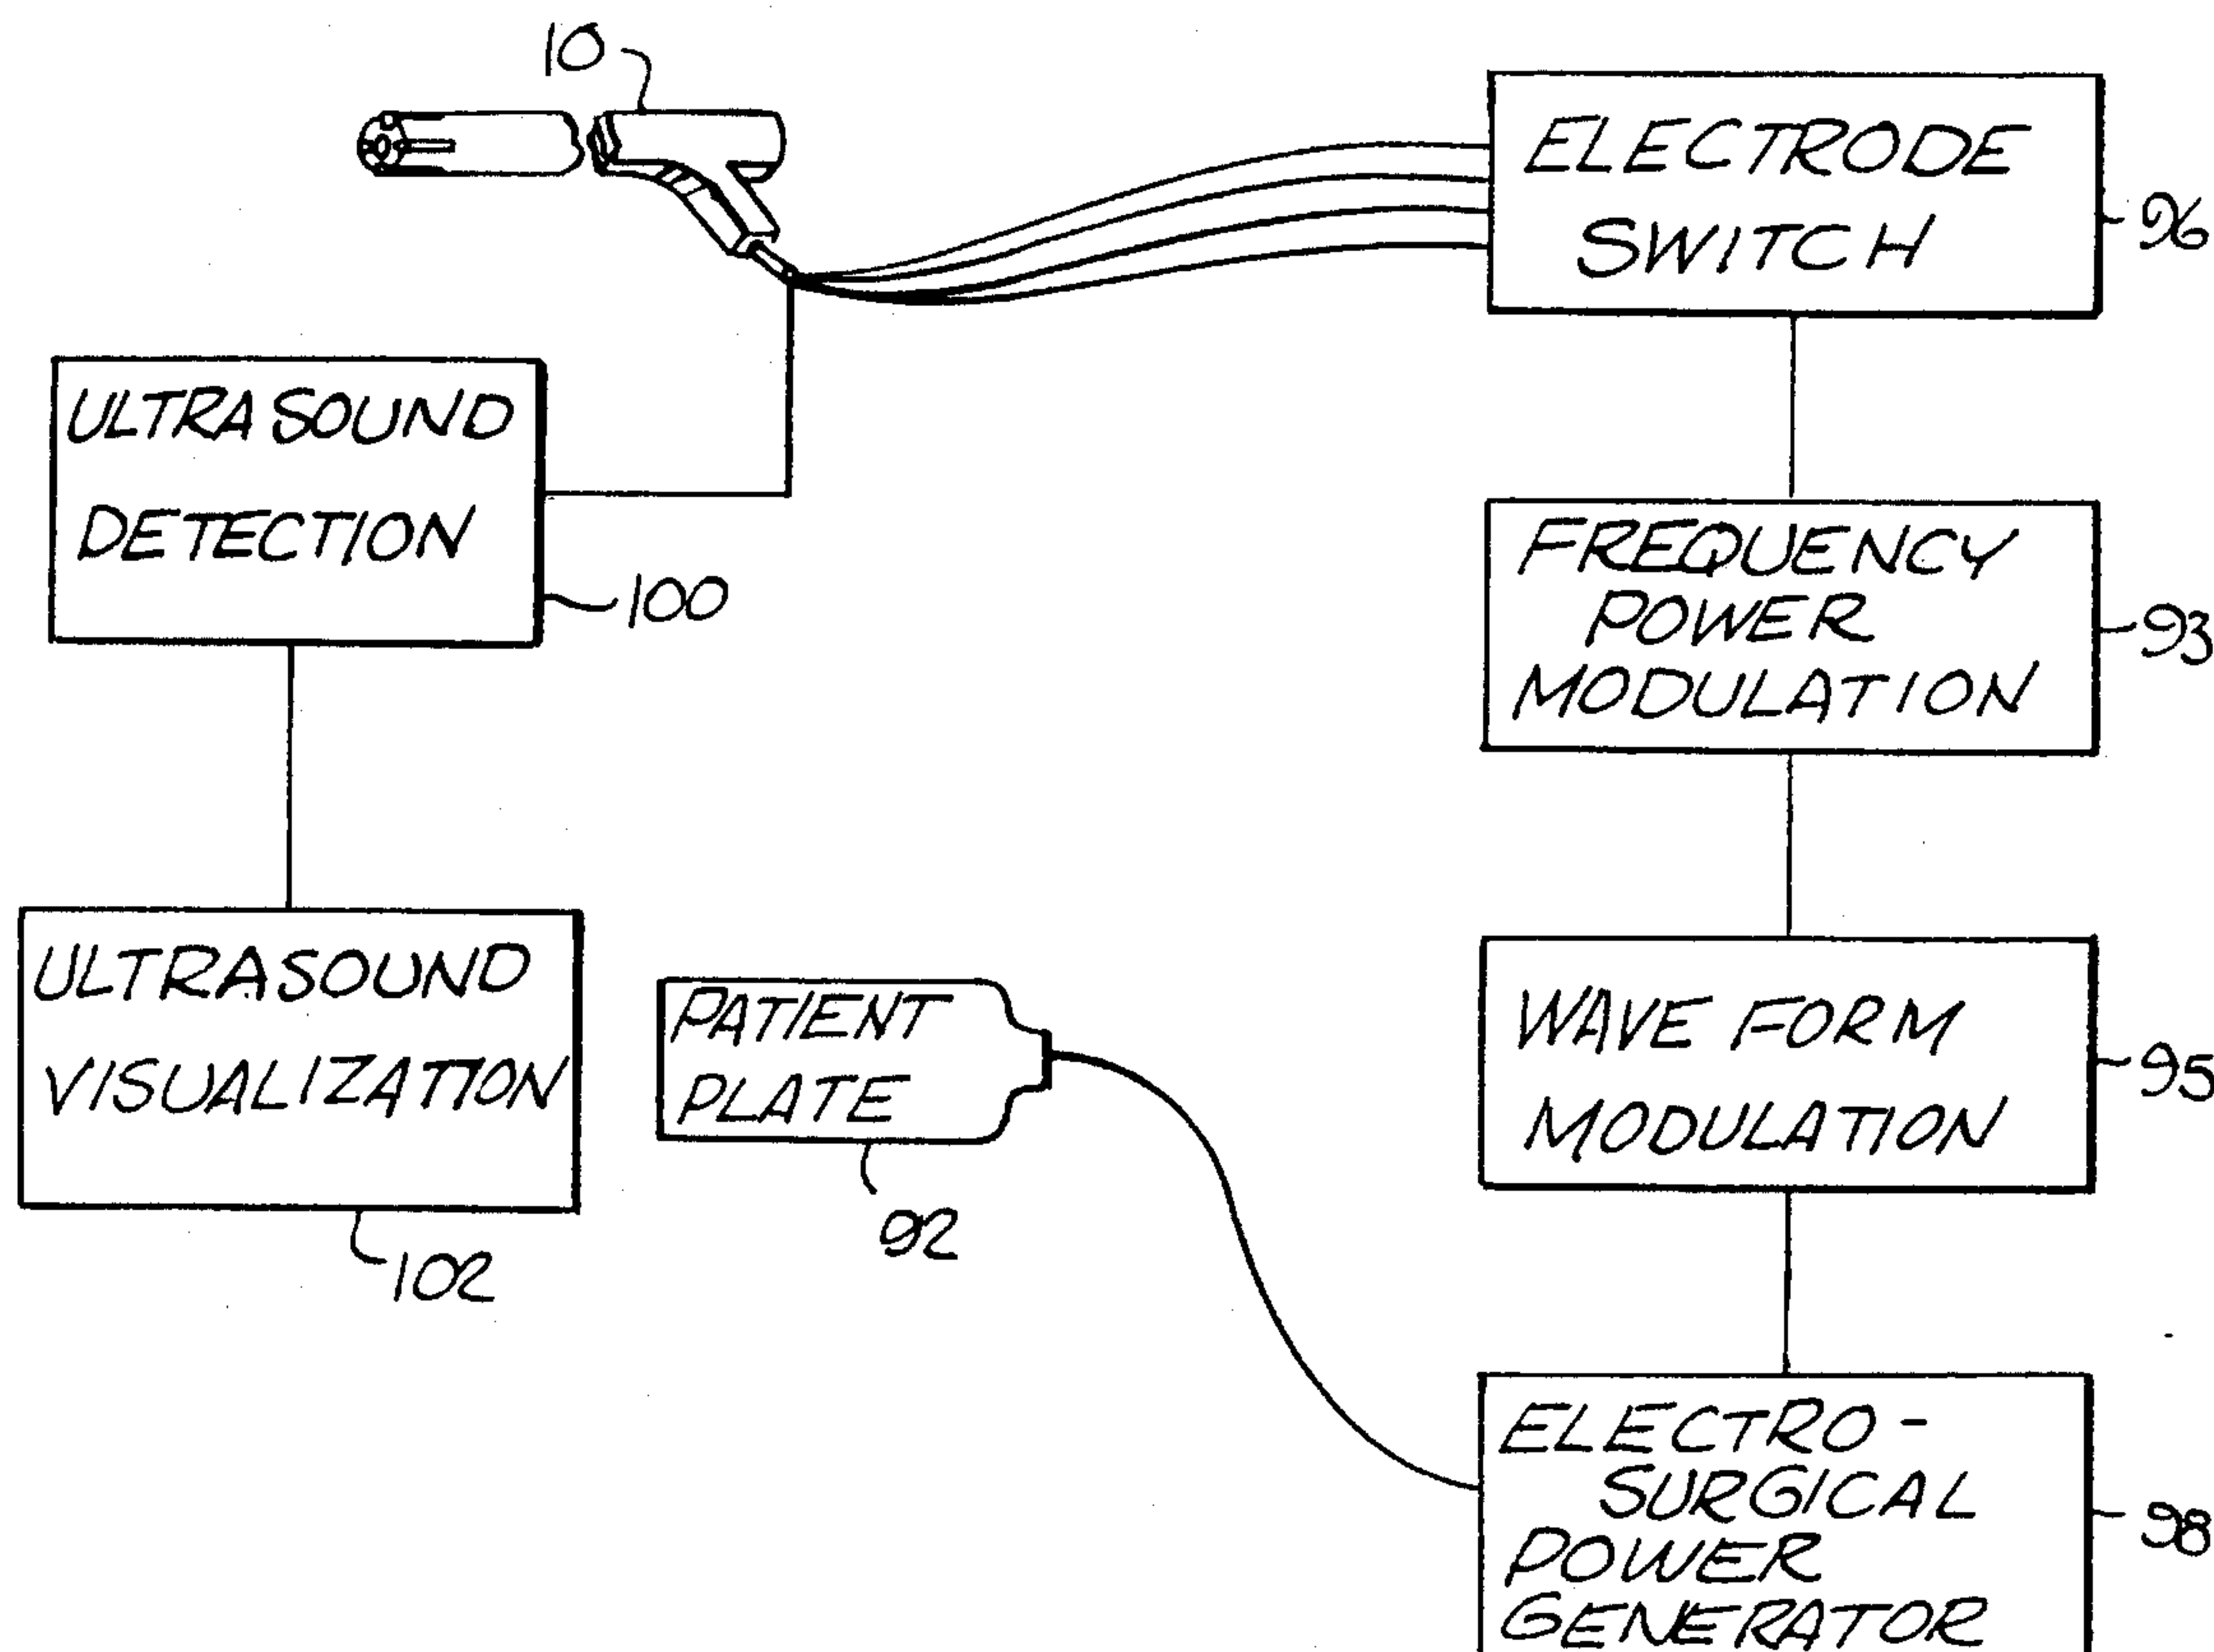 10
ELECTRODE
SWITCH
96
ULTRASOUND
DETECTION
100
FREQUENCY
POWER
MODULATION
93
ULTRASOUND
VISUALIZATION
102
PATIENT
PLATE
92
WAVE FORM
MODULATION
95
ELECTRO-
SURGICAL
POWER
GENERATOR
98